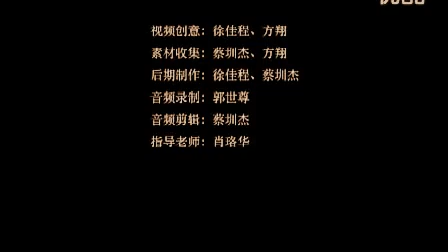 视频创意：徐佳程、方翔
素材收集：蔡圳杰、方翔
后期制作：徐佳程、蔡圳杰
音频录制：郭世尊
音频剪辑：蔡圳杰
指导老师：肖珞华